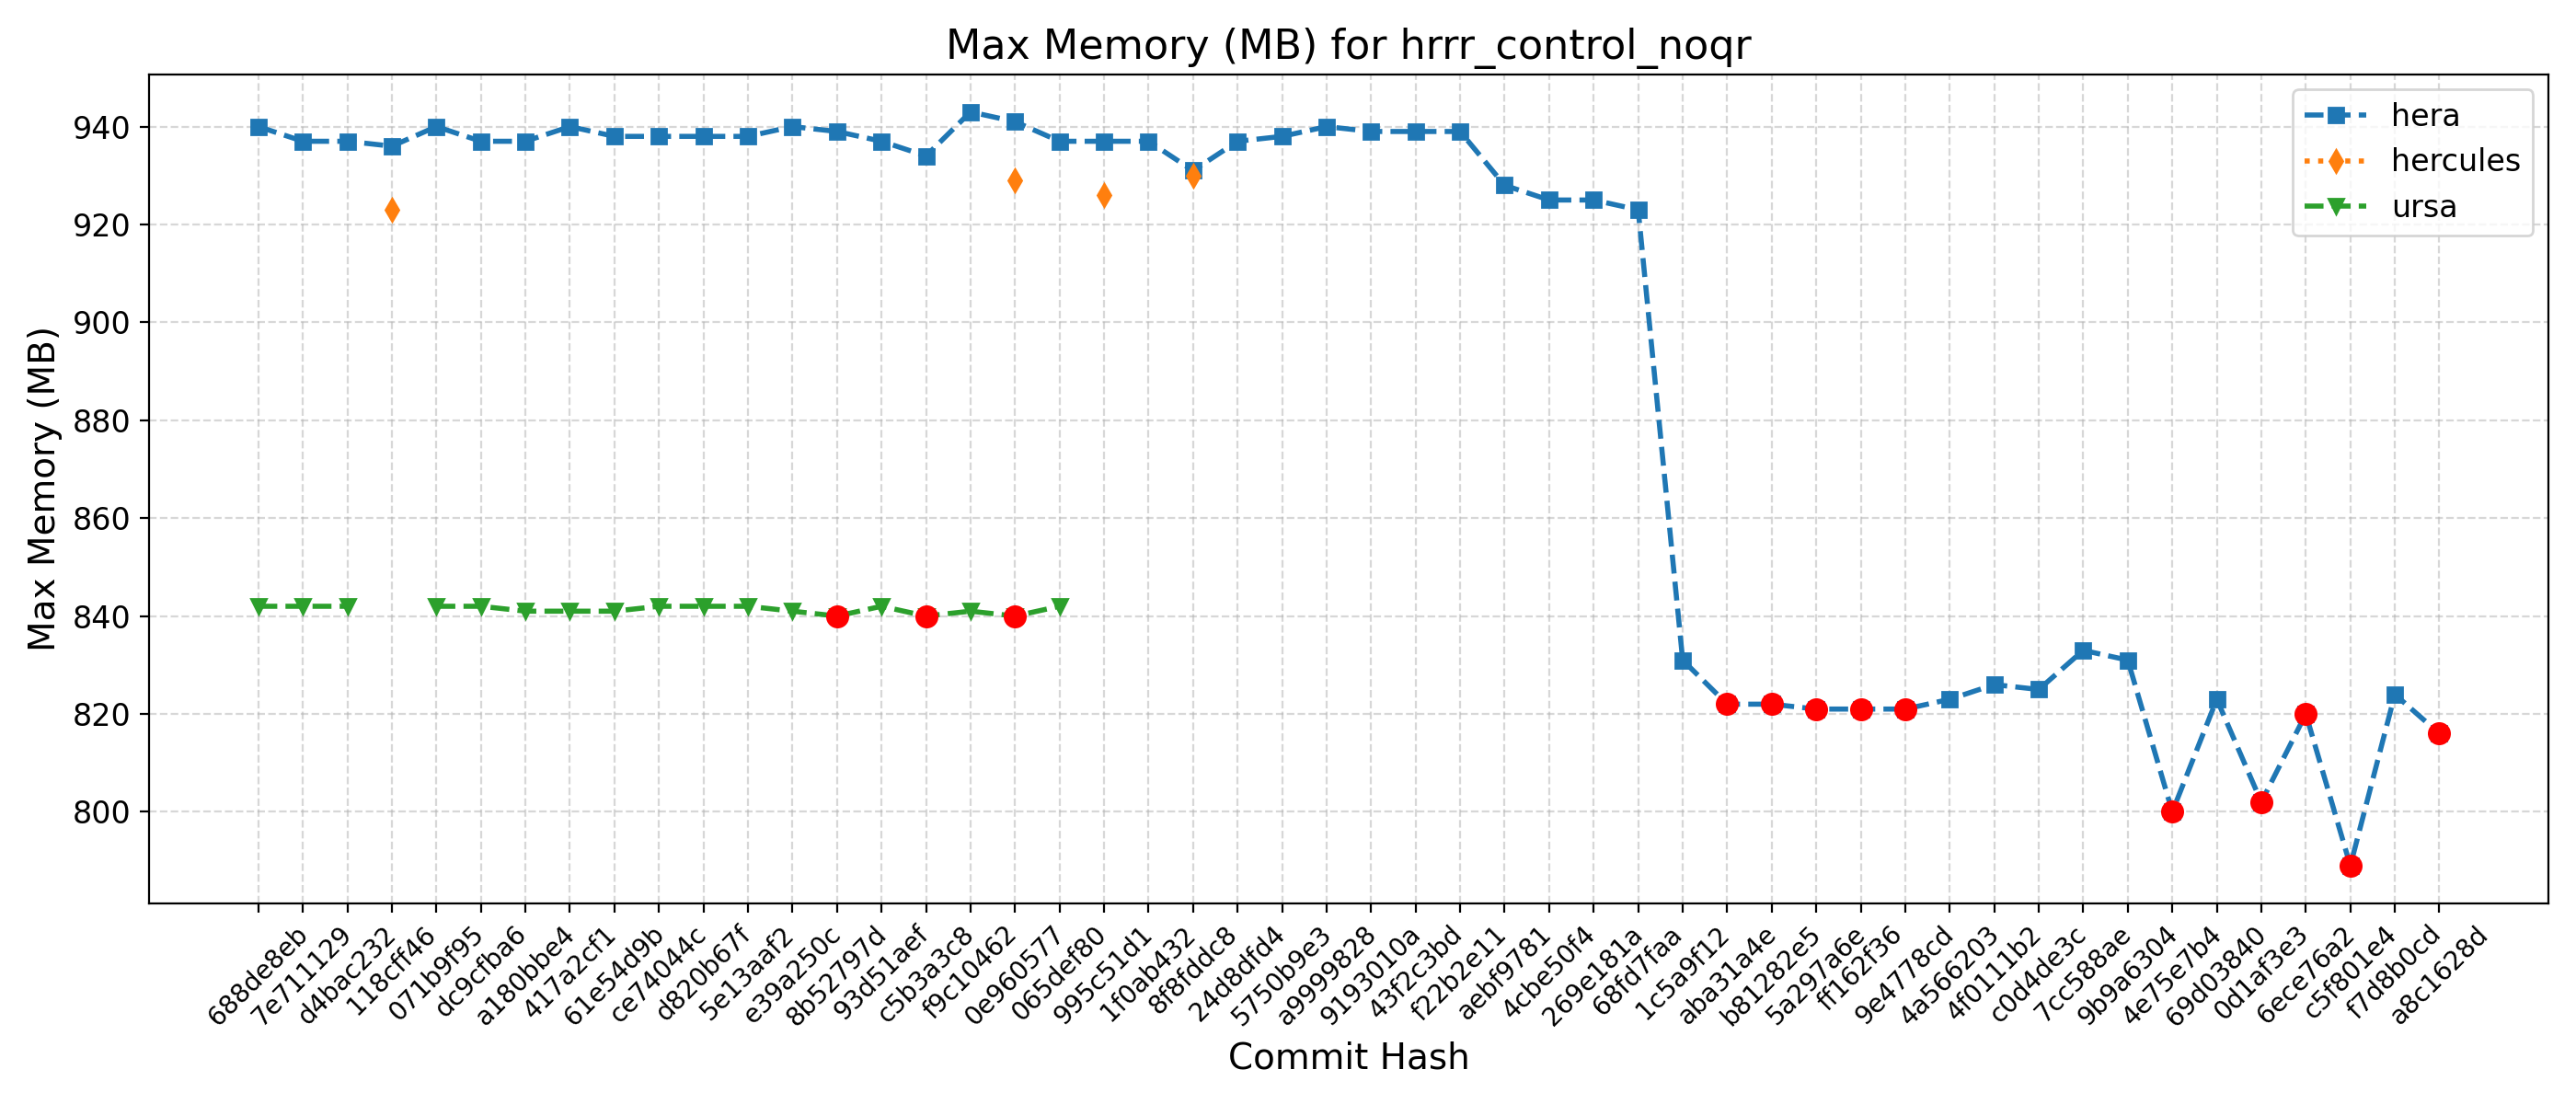 Max Memory (MB) for hrrr_control_noqr
Max Memory (MB)
940
920
900
880
860
840
820
800
hera
hercules
ursa
688de8eb
7e711129
d4bac232
118cff46
071b9f95
dc9cfba6
a180bbe4
417a2cf1
61e54d9b
ce74044c
d820b67f
5e13aaf2
e39a250c
8b52797d
93d51aef
c5b3a3c8
f9c10462
0e960577
065def80
995c51d1
1f0ab432
8f8fddc8
24d8dfd4
5750b9e3
a9999828
9193010a
43f2c3bd
f22b2e11
aebf9781
4cbe50f4
269e181a
68fd7faa
1c5a9f12
aba31a4e
b81282e5
5a297a6e
ff162f36
9e4778cd
4a566203
4f0111b2
c0d4de3c
7cc588ae
9b9a6304
4e75e7b4
69d03840
0d1af3e3
6ece76a2
c5f801e4
f7d8b0cd
a8c1628d
Commit Hash